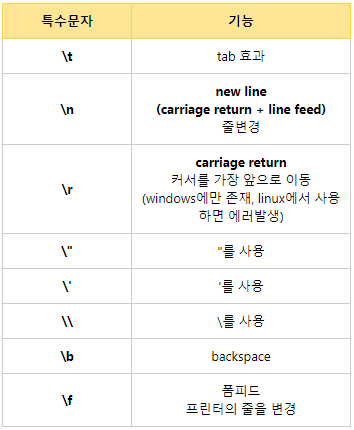 특수문자 기능
\t tab 효과
\n new line
(carriage return + line feed)
줄변경
\r carriage return
커서를 가장 앞으로 이동
(windows에만 존재, linux에서 사용
하면 에러발생)
\" "를 사용
\' '를 사용
\\ \를 사용
\b backspace
\f 폼피드
프린터의 줄을 변경